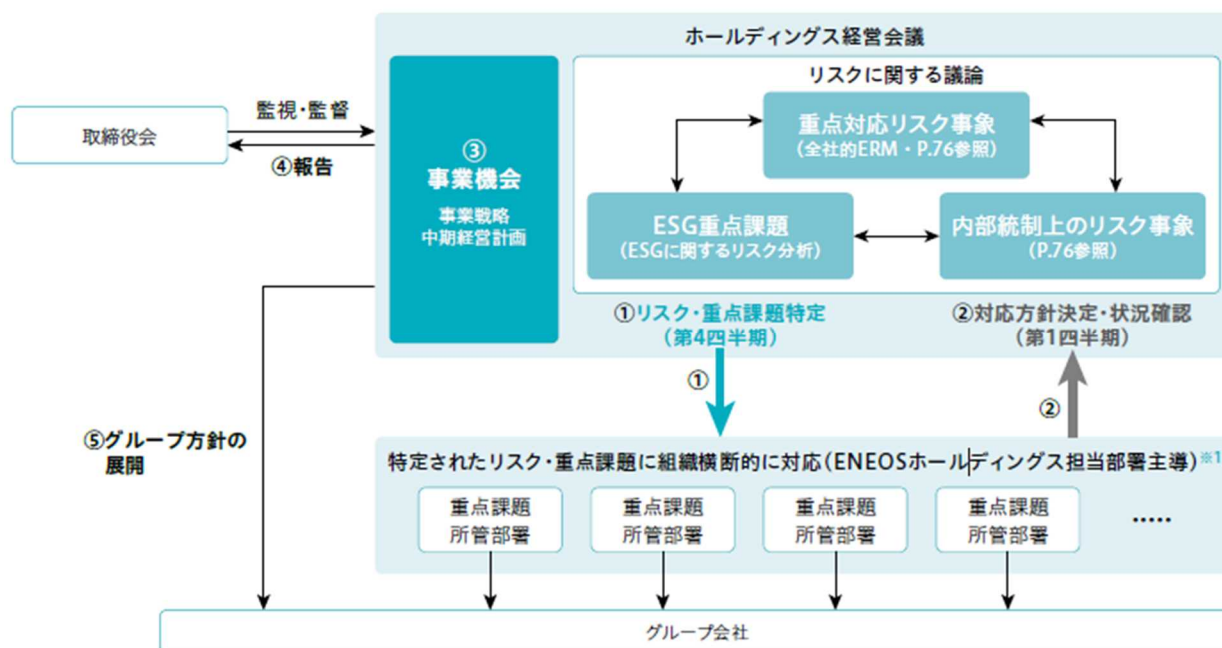 ホールディングス経営会議
リスクに関する議論
取締役会
監視・監督
④報告
③
事業機会
事業戦略
中期経営計画
重点対応リスク事象
(全社的ERM・P.76参照)
ESG重点課題
(ESGに関するリスク分析)
内部統制上のリスク事象
(P.76参照)
①リスク・重点課題特定
(第4四半期)
②対応方針決定・状況確認
(第1四半期)
①
②
⑤グループ方針の
展開
特定されたリスク・重点課題に組織横断的に対応(ENEOSホールディングス担当部署主導)※1
重点課題
所管部署
重点課題
所管部署
重点課題
所管部署
重点課題
所管部署
.....
グループ会社